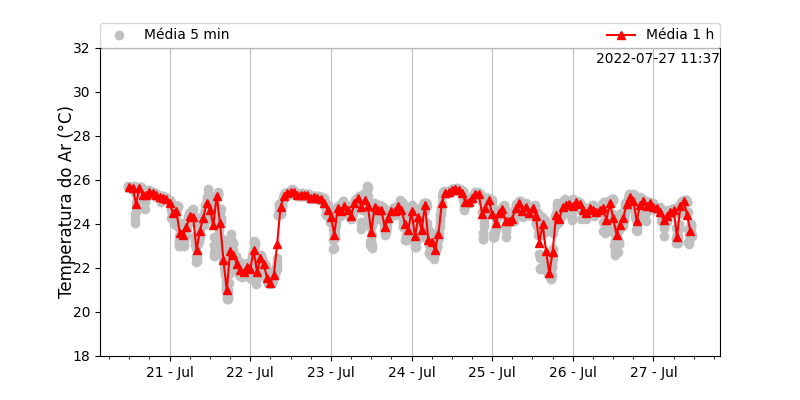 Média 5 min
Média 1 h
2022-07-27 11:37
Temperatura do Ar (°C)
32
30
28
26
24
22
20
18
21 - Jul
22 - Jul
23 - Jul
24 - Jul
25 - Jul
26 - Jul
27 - Jul